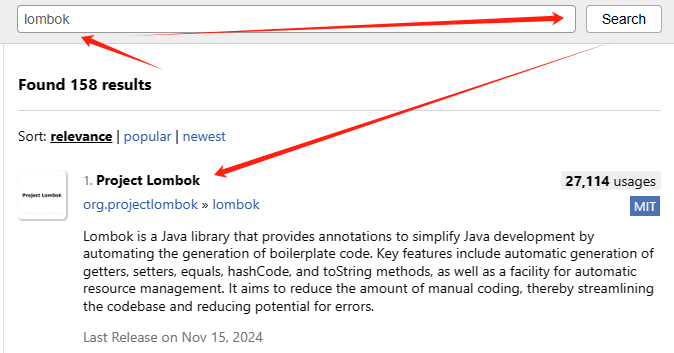 lombok Search
Found 158 results
Sort: relevance | popular | newest
Project Lombok
1. Project Lombok 27,114 usages
org.projectlombok » lombok MIT
Lombok is a Java library that provides annotations to simplify Java development by
automating the generation of boilerplate code. Key features include automatic generation of
getters, setters, equals, hashCode, and toString methods, as well as a facility for automatic
resource management. It aims to reduce the amount of manual coding, thereby streamlining
the codebase and reducing potential for errors.
Last Release on Nov 15, 2024